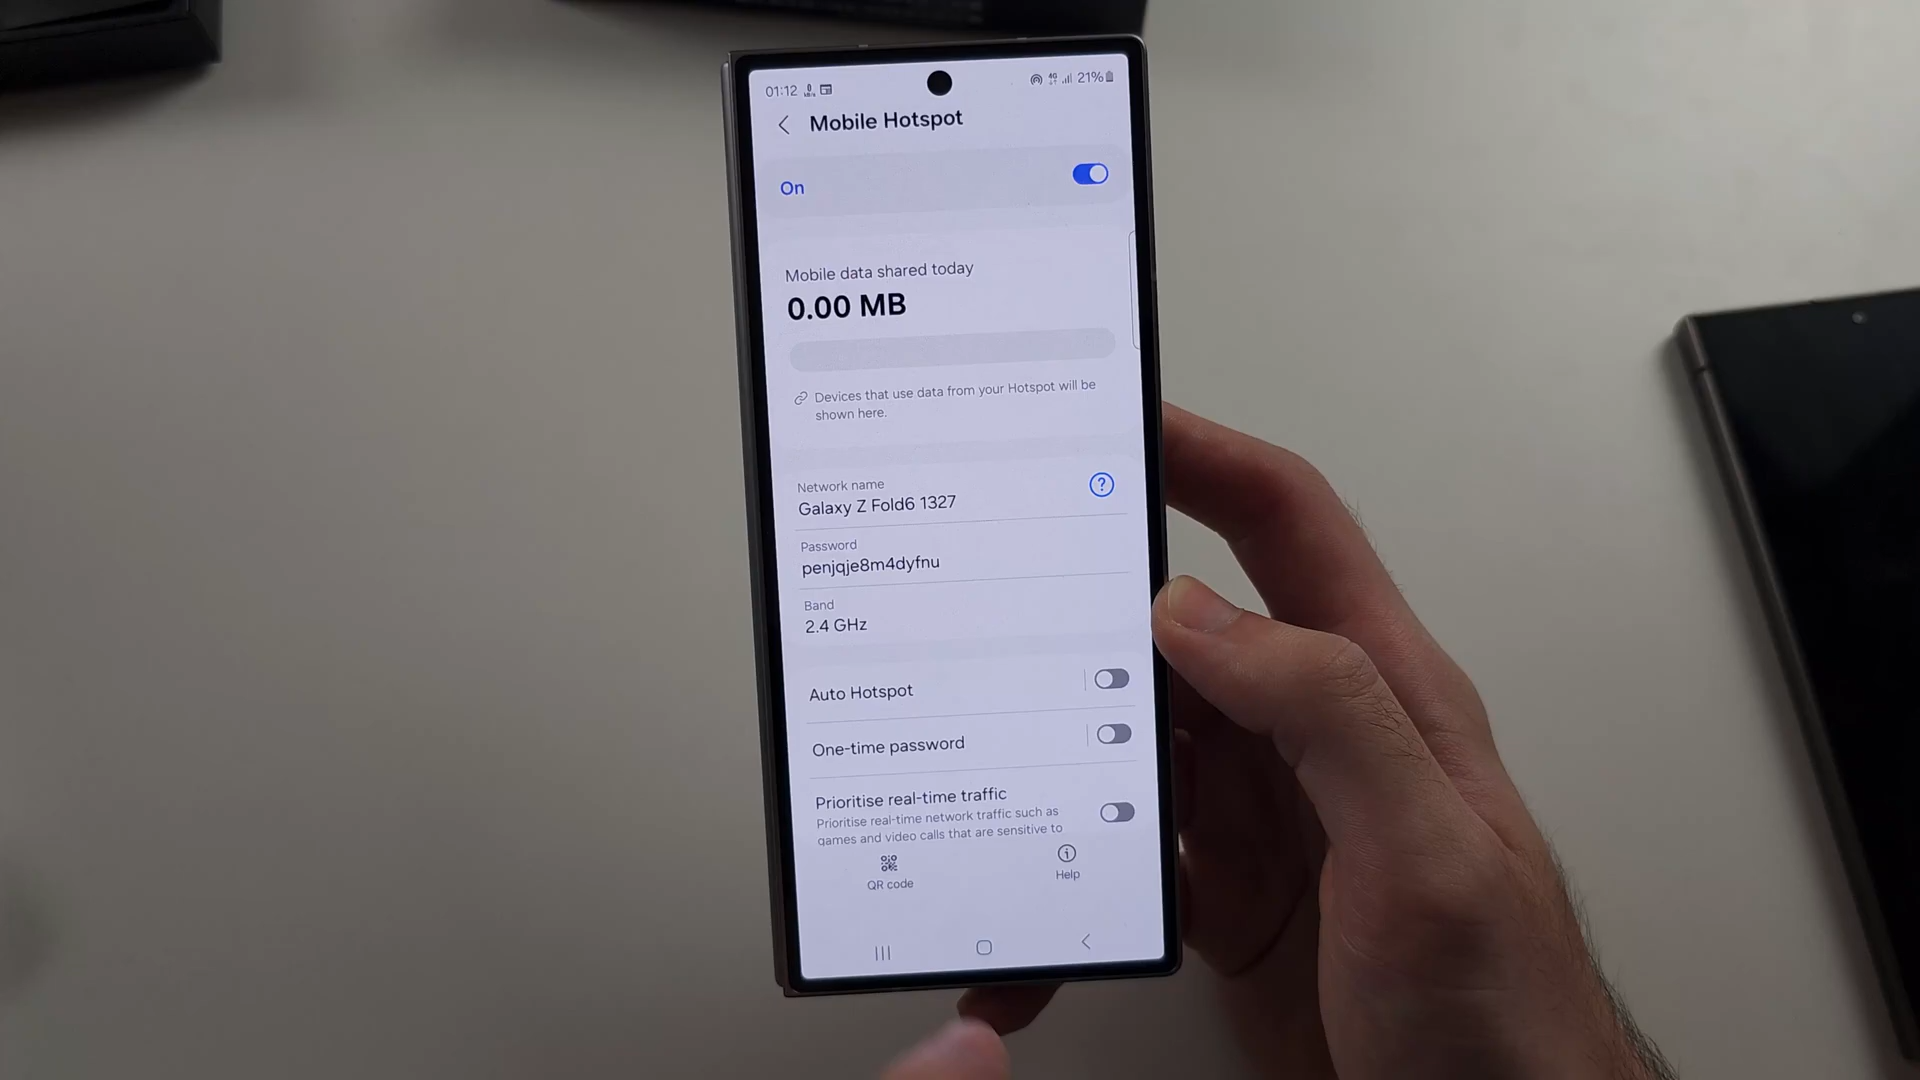 01:12
4G 21%
Mobile Hotspot
On
Mobile data shared today
0.00 MB
Devices that use data from your Hotspot will be
shown here.
Network name
Galaxy Z Fold6 1327
Password
penjqje8m4dyfnu
Band
2.4 GHz
Auto Hotspot
One-time password
Prioritise real-time traffic
Prioritise real-time network traffic such as
games and video calls that are sensitive to
QR code
Help